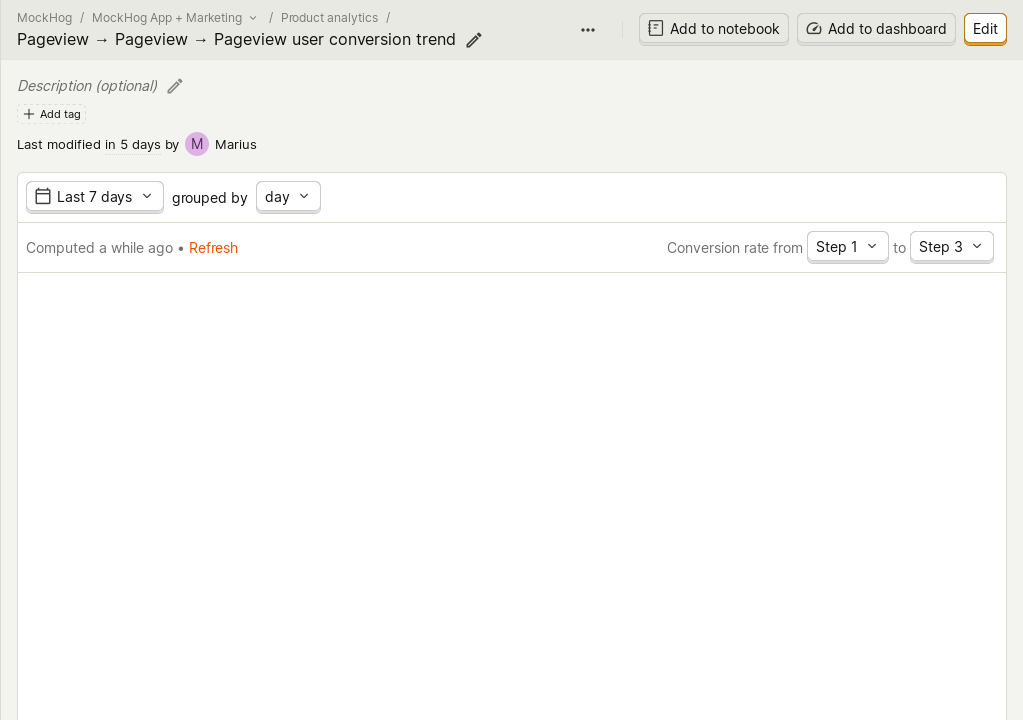 MockHog / MockHog App + Marketing / Product analytics /
Pageview → Pageview → Pageview user conversion trend
Add to notebook
Add to dashboard
Edit
Description (optional)
Add tag
Last modified in 5 days by M Marius
Last 7 days grouped by day
Computed a while ago • Refresh
Conversion rate from Step 1 to Step 3